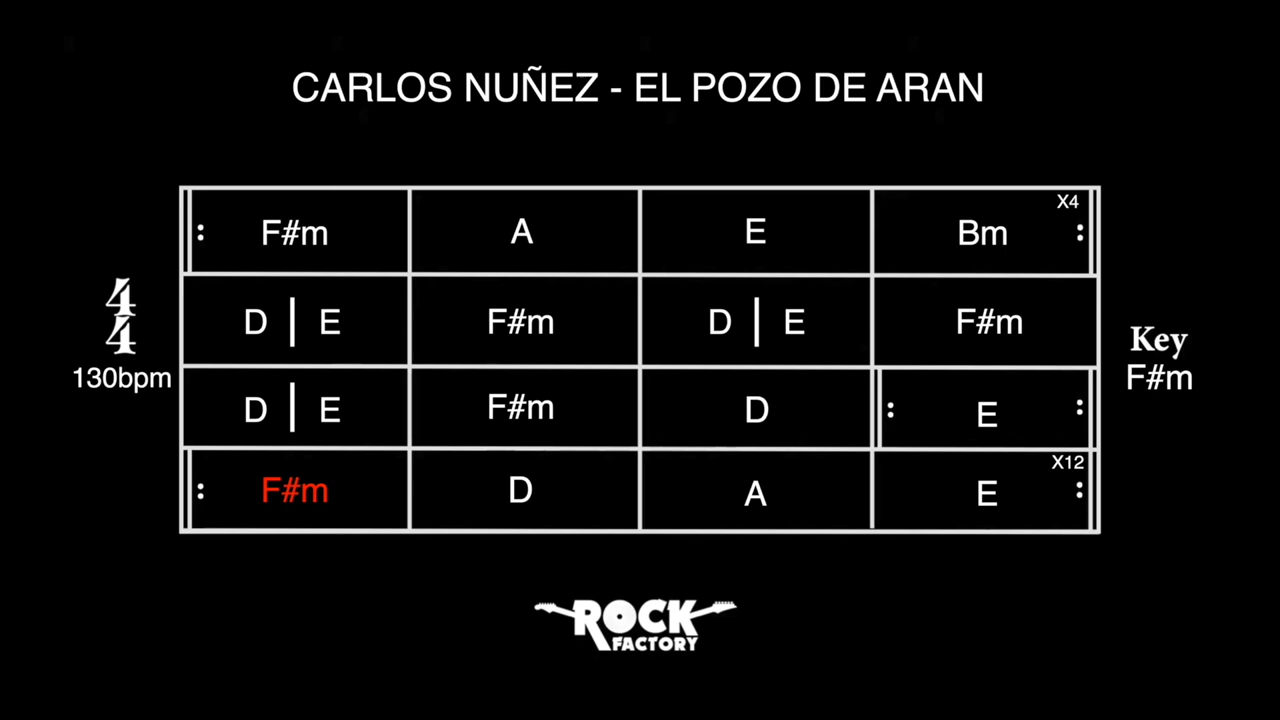 CARLOS NUÑEZ - EL POZO DE ARAN
: F#m A E Bm X4 :
4
4
130bpm
D | E F#m D | E F#m
Key
F#m
D | E F#m D : E :
: F#m D A E X12 :
ROCK
FACTORY